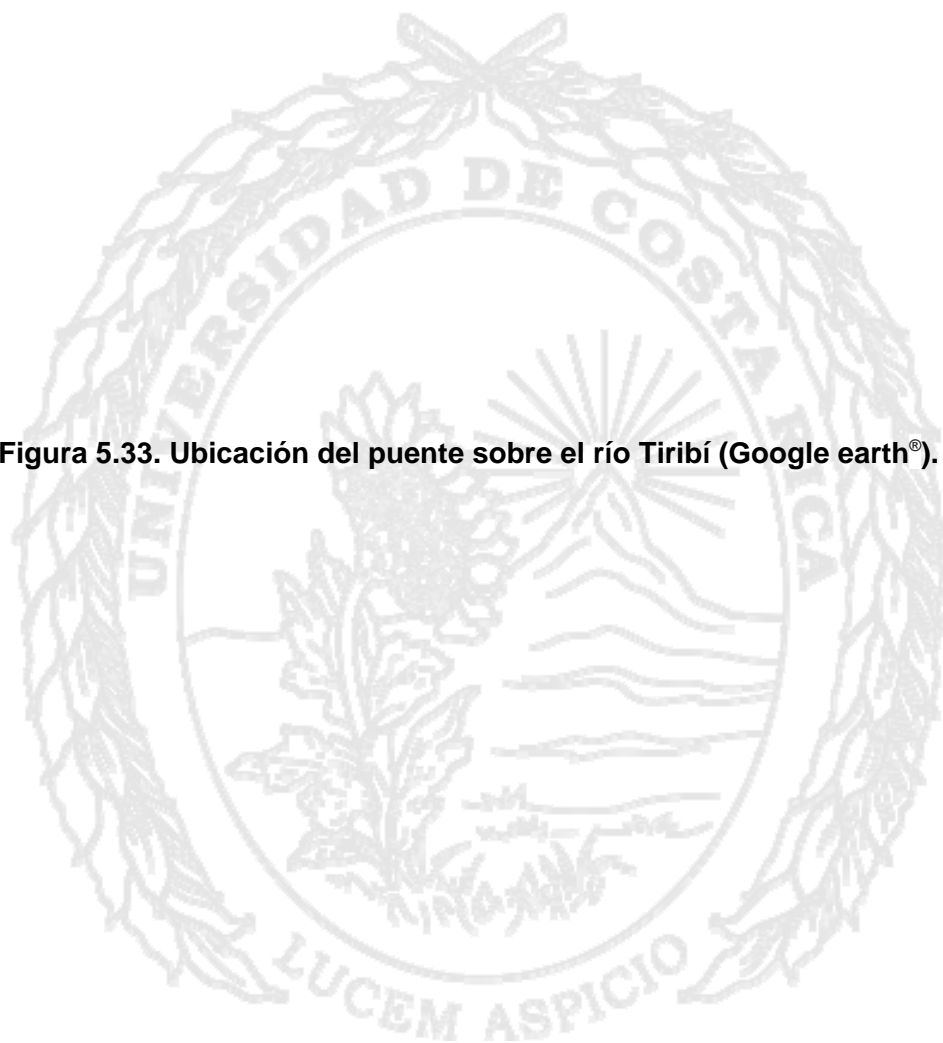 UNIVERSIDAD DE COSTA RICA
Figura 5.33. Ubicación del puente sobre el río Tiribí (Google earth®).
LUCEM ASPICIO